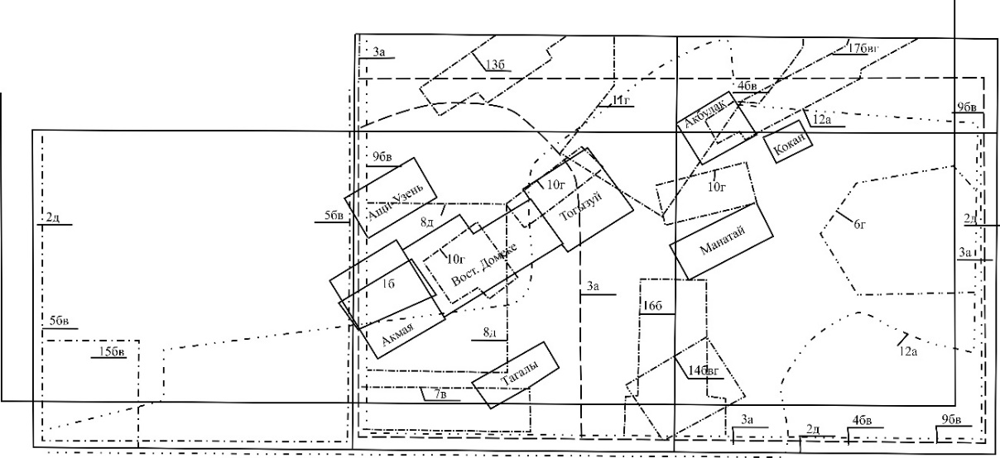 3а
13б
17бвг
4бв
11г
Акбулак
12а
9бв
Кокан
9бв
Ащи-Узень
10г
Тогызуй
10г
2д
5бв
8д
6г
2д
Манатай
3а
10г
Вост. Домеке
1б
3а
16б
5бв
Акмая
8д
15бв
12а
Тагалы
14бвг
7в
3а
2д
4бв
9бв